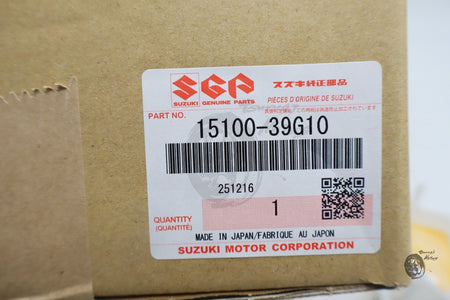 SGP
スズキ純正部品
SUZUKI GENUINE PARTS
PIÈCES D'ORIGINE DE SUZUKI
PART NO.
15100-39G10
251216
QUANTITY
(QUANTITÉ)
1
MADE IN JAPAN/FABRIQUE AU JAPON
SUZUKI MOTOR CORPORATION